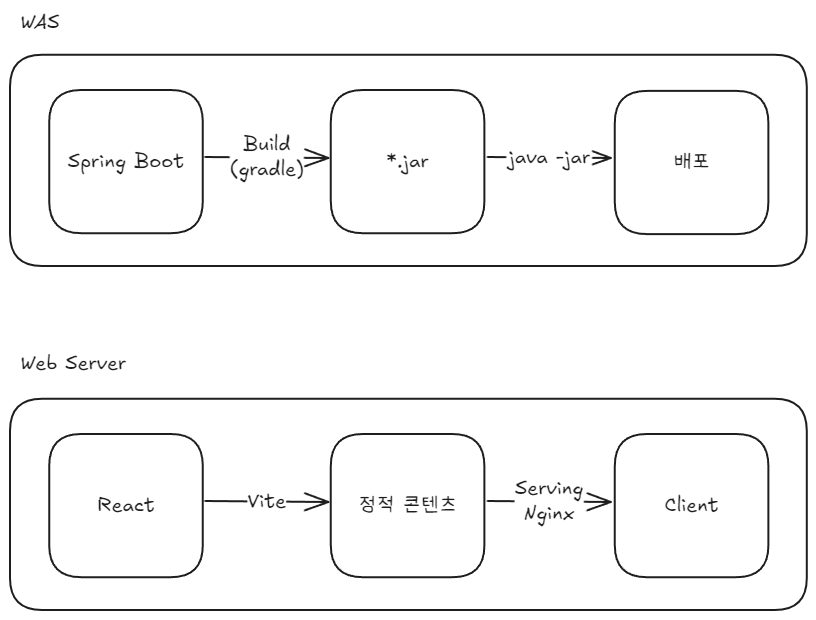 WAS
Spring Boot
Build
(gradle)
*.jar
java -jar
배포
Web Server
React
Vite
정적 콘텐츠
Serving
Nginx
Client